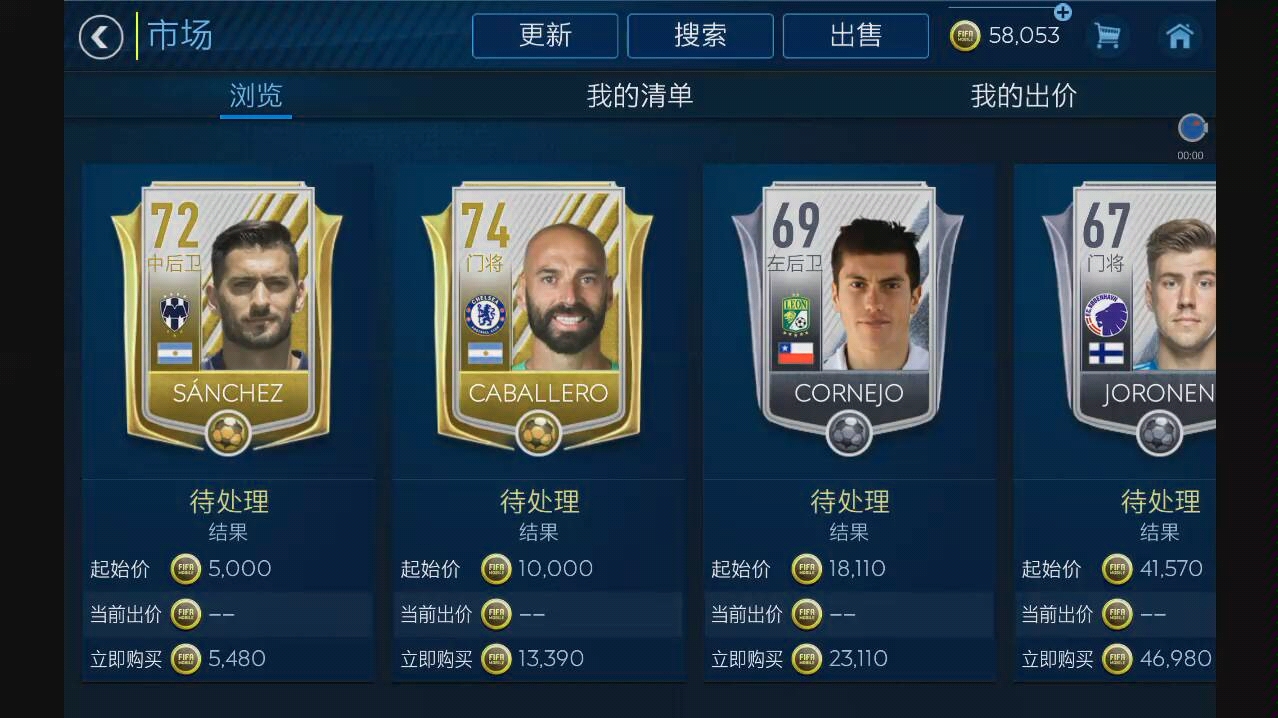 市场
更新
搜索
出售
58,053
浏览
我的清单
我的出价
00:00
72
中后卫
SÁNCHEZ
待处理
结果
起始价 5,000
当前出价 --
立即购买 5,480
74
门将
CHELSEA
CABALLERO
待处理
结果
起始价 10,000
当前出价 --
立即购买 13,390
69
左后卫
LEON
CORNEJO
待处理
结果
起始价 18,110
当前出价 --
立即购买 23,110
67
门将
JORONEN
待处理
结果
起始价 41,570
当前出价 --
立即购买 46,980